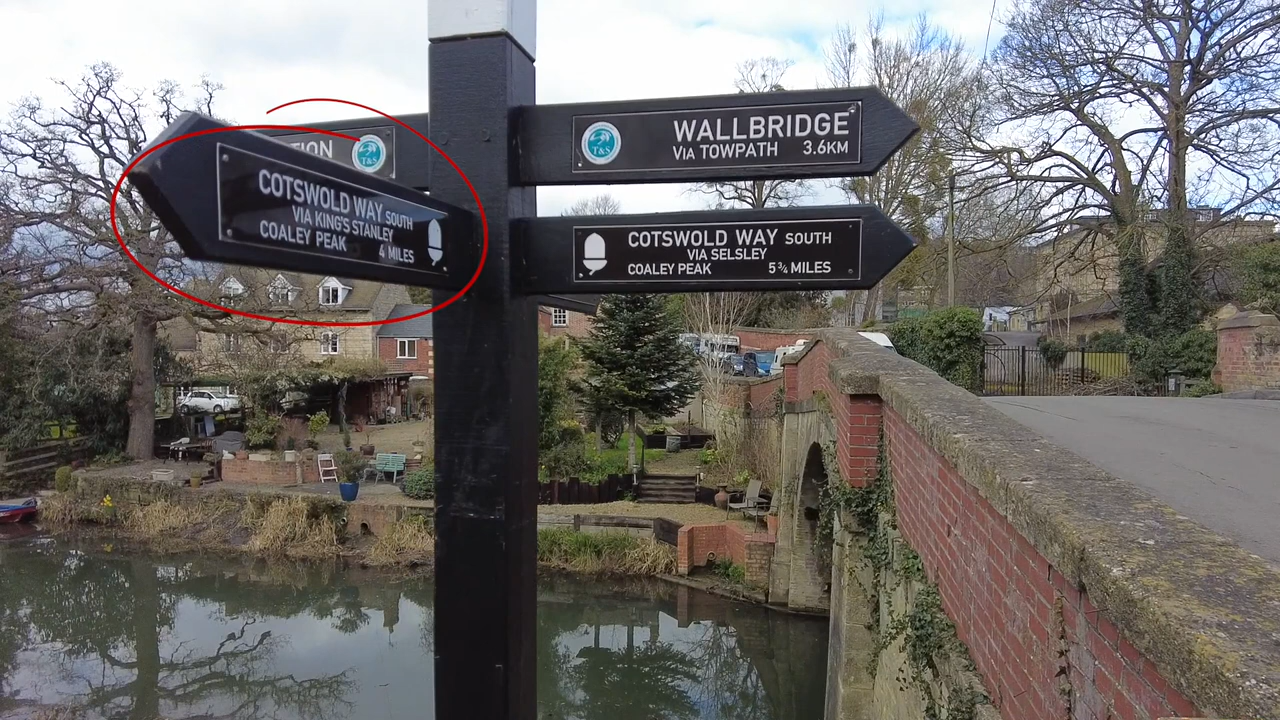 TION
T&S
COTSWOLD WAY SOUTH
VIA KING'S STANLEY
COALEY PEAK 4 MILES
T&S
WALLBRIDGE
VIA TOWPATH 3.6KM
COTSWOLD WAY SOUTH
VIA SELSLEY
COALEY PEAK 5¾ MILES